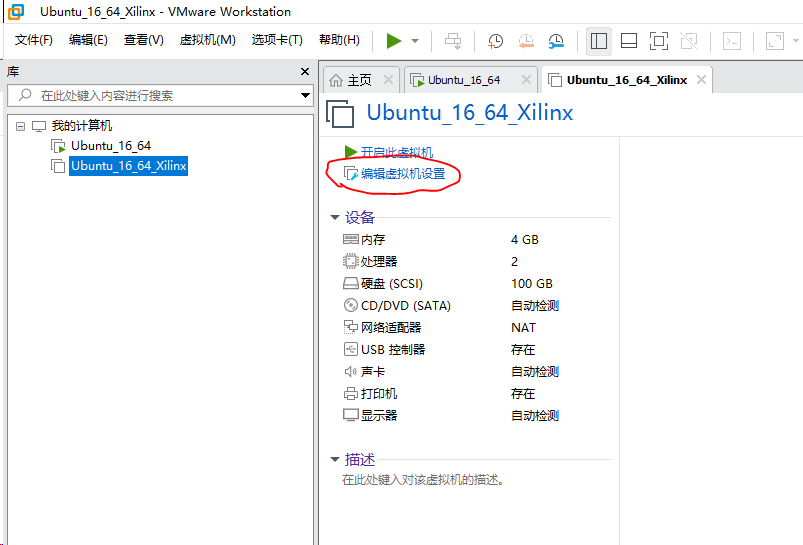 Ubuntu_16_64_Xilinx - VMware Workstation
文件(F) 编辑(E) 查看(V) 虚拟机(M) 选项卡(T) 帮助(H)
库
在此处键入内容进行搜索
我的计算机
Ubuntu_16_64
Ubuntu_16_64_Xilinx
主页 Ubuntu_16_64 Ubuntu_16_64_Xilinx
Ubuntu_16_64_Xilinx
开启此虚拟机
编辑虚拟机设置
设备
内存 4 GB
处理器 2
硬盘 (SCSI) 100 GB
CD/DVD (SATA) 自动检测
网络适配器 NAT
USB 控制器 存在
声卡 自动检测
打印机 存在
显示器 自动检测
描述
在此处键入对该虚拟机的描述。